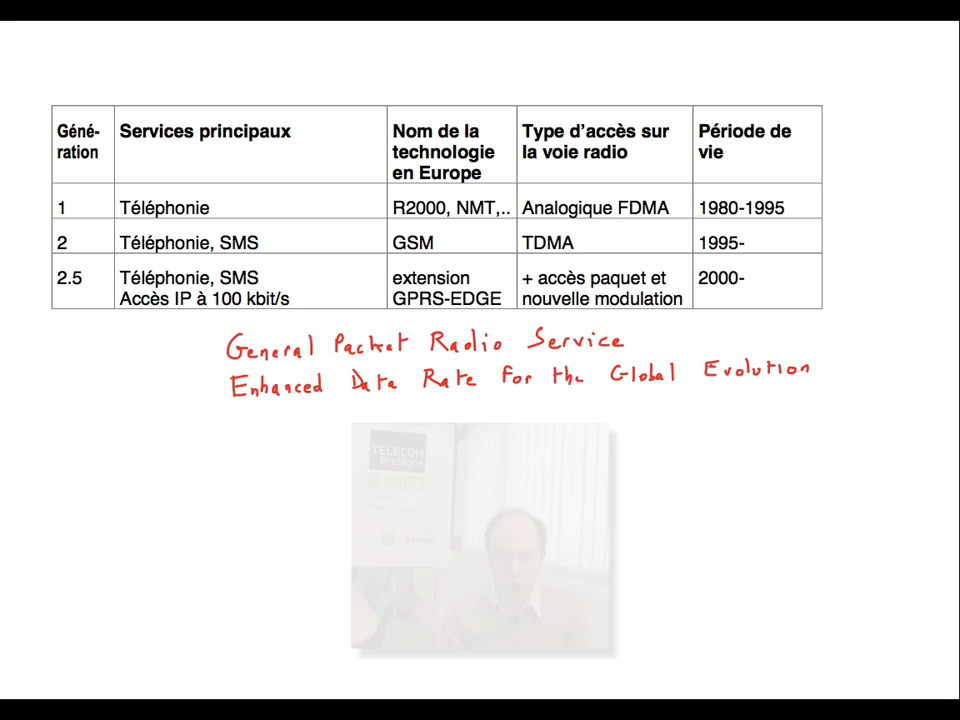 Géné-
ration
Services principaux
Nom de la
technologie
en Europe
Type d'accès sur
la voie radio
Période de
vie
1
Téléphonie
R2000, NMT,..
Analogique FDMA
1980-1995
2
Téléphonie, SMS
GSM
TDMA
1995-
2.5
Téléphonie, SMS
Accès IP à 100 kbit/s
extension
GPRS-EDGE
+ accès paquet et
nouvelle modulation
2000-
General Packet Radio Service
Enhanced Data Rate for the Global Evolution
TELECOM
Bretagne
RENNES